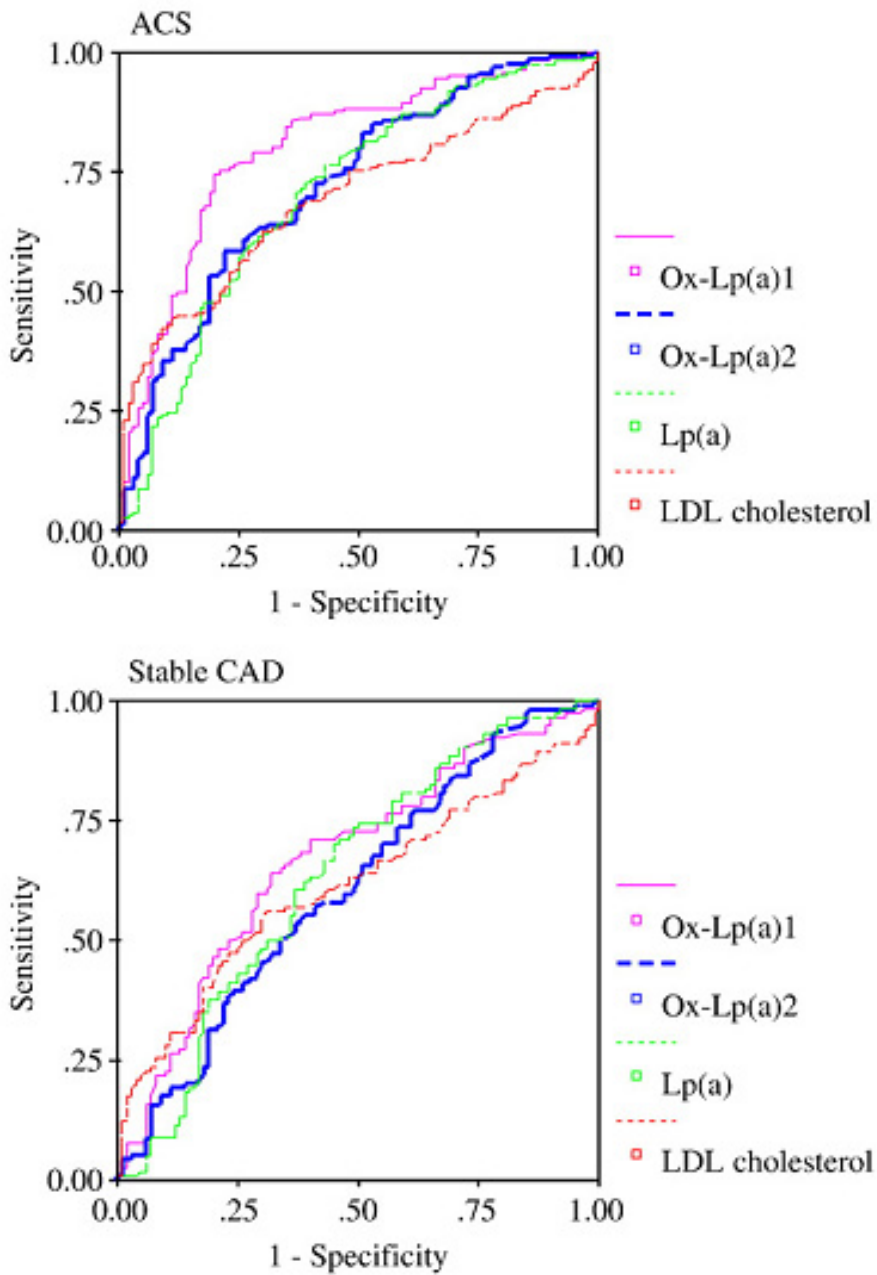 ACS
1.00
.75
.50
.25
0.00
Sensitivity
0.00 .25 .50 .75 1.00
1 - Specificity
Ox-Lp(a)1
Ox-Lp(a)2
Lp(a)
LDL cholesterol
Stable CAD
1.00
.75
.50
.25
0.00
Sensitivity
0.00 .25 .50 .75 1.00
1 - Specificity
Ox-Lp(a)1
Ox-Lp(a)2
Lp(a)
LDL cholesterol